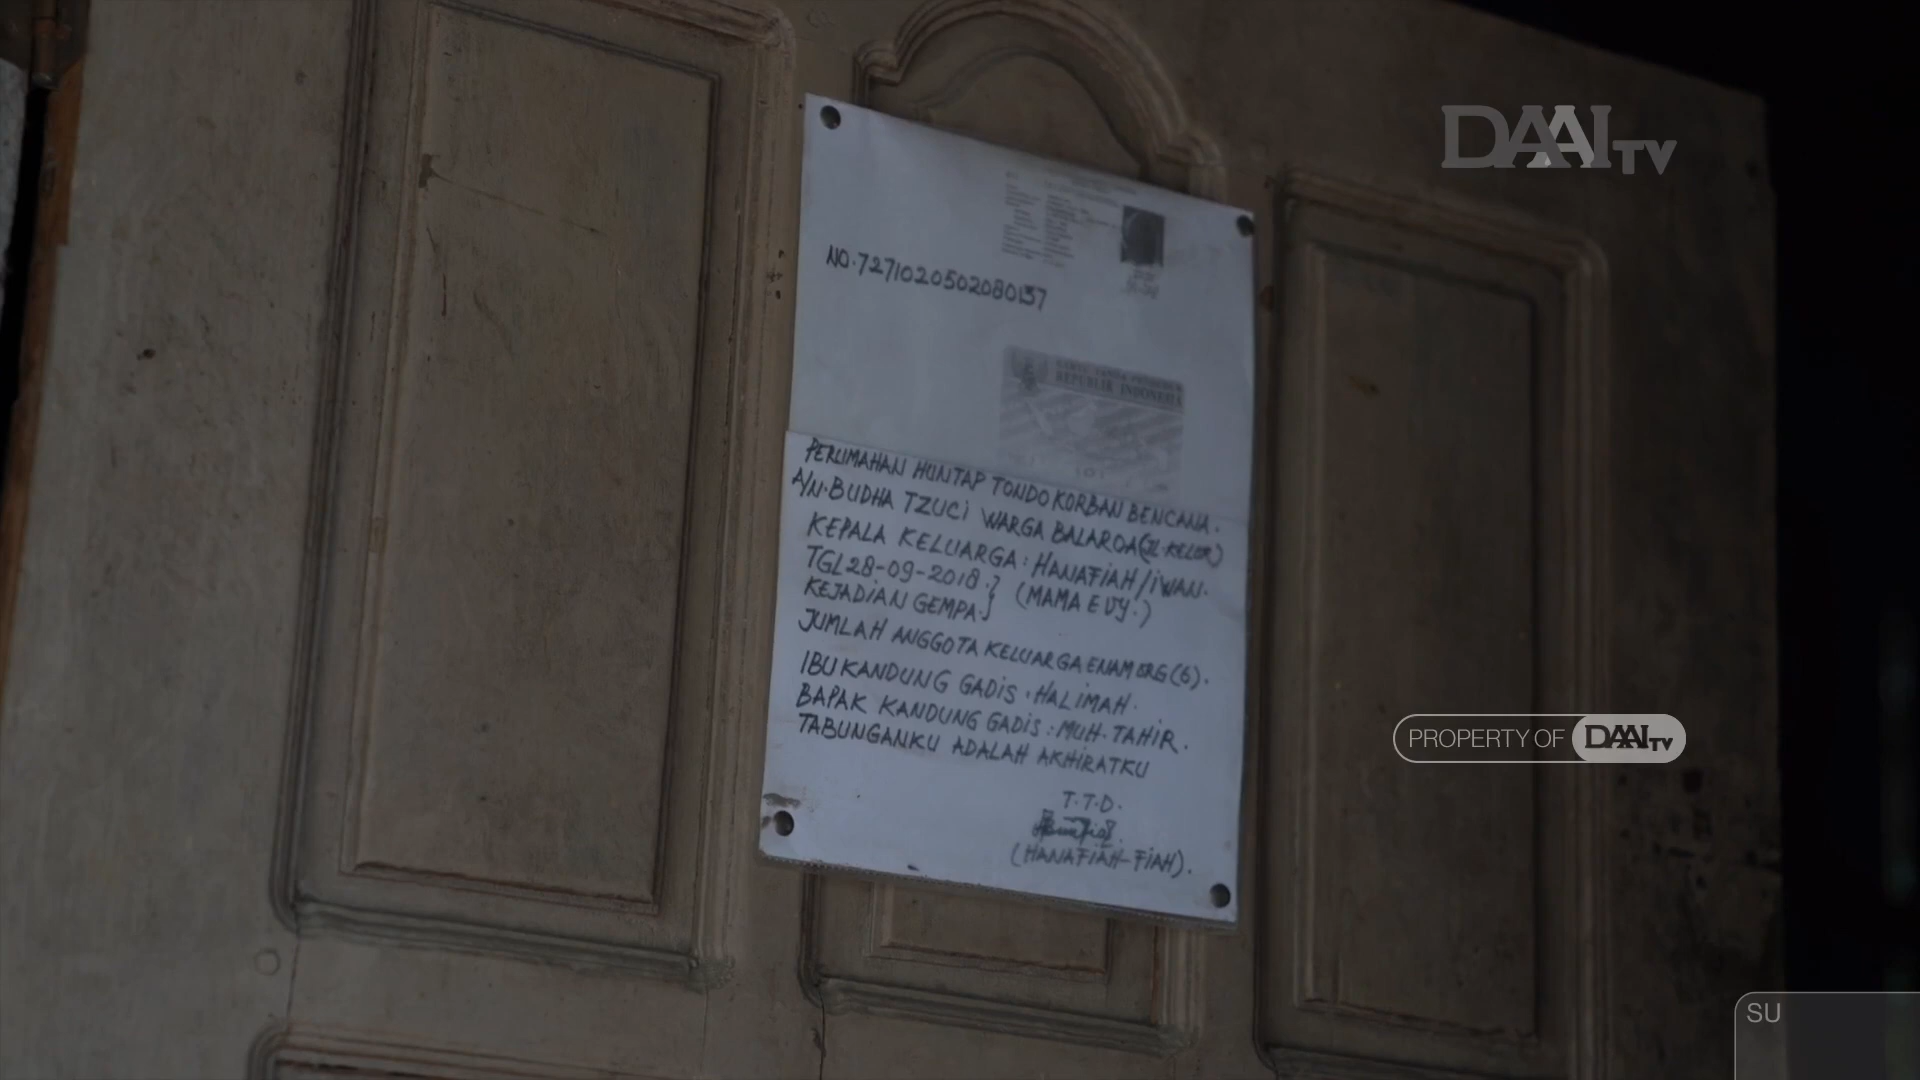 DAAI TV
NO.7271020502080157
REPUBLIK INDONESIA
PERUMAHAN HUNTAP TONDO KORBAN BENCANA.
A/N. BUDHA TZUCI WARGA BALAROA (JL.KELOR)
KEPALA KELUARGA : HANAFIAH/IWAN.
TGL 28-09-2018.} (MAMA EVY.)
KEJADIAN GEMPA.}
JUMLAH ANGGOTA KELUARGA ENAM ORG (6).
IBU KANDUNG GADIS . HALIMAH.
BAPAK KANDUNG GADIS : MUH. TAHIR.
TABUNGANKU ADALAH AKHIRATKU
T.T.D.
(HANAFIAH-FIAH).
PROPERTY OF DAAI TV
SU